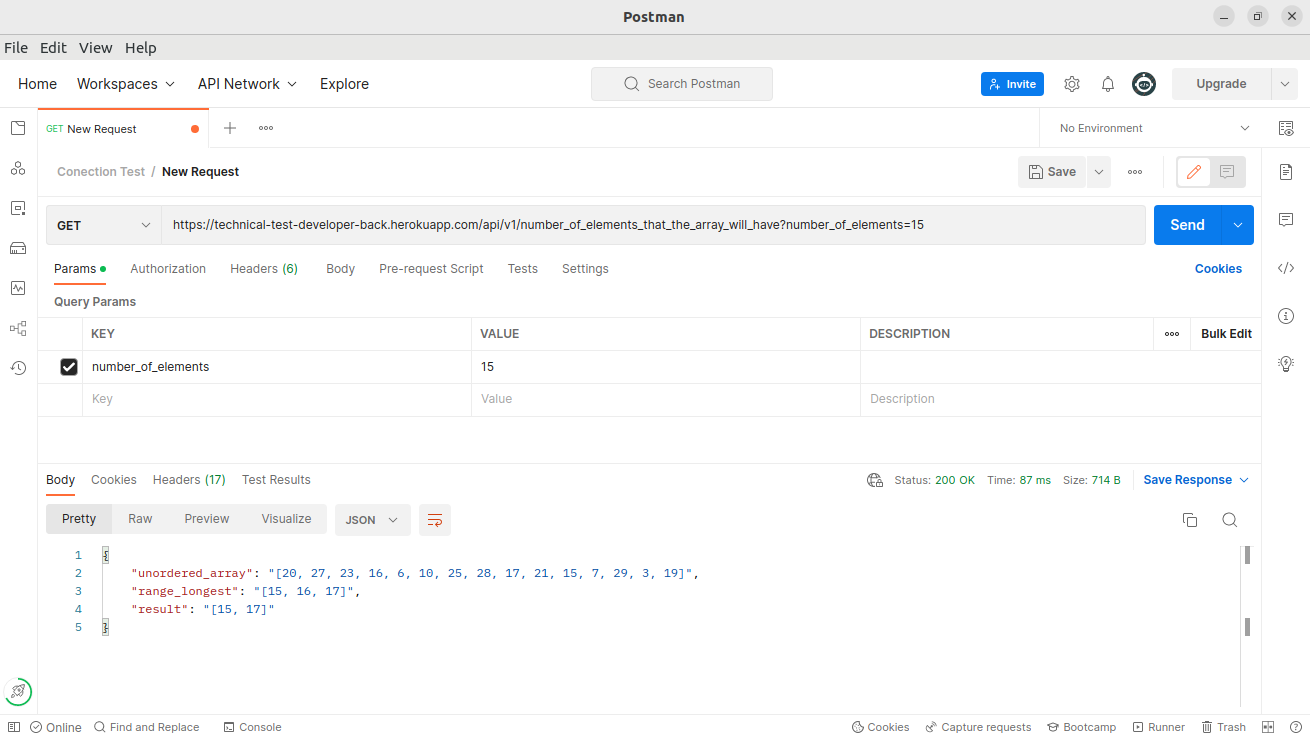 Postman
File Edit View Help
Home Workspaces API Network Explore Search Postman Invite Upgrade
GET New Request No Environment
Conection Test / New Request Save
GET https://technical-test-developer-back.herokuapp.com/api/v1/number_of_elements_that_the_array_will_have?number_of_elements=15 Send
Params Authorization Headers (6) Body Pre-request Script Tests Settings Cookies
Query Params
KEY VALUE DESCRIPTION Bulk Edit
number_of_elements 15
Key Value Description
Body Cookies Headers (17) Test Results Status: 200 OK Time: 87 ms Size: 714 B Save Response
Pretty Raw Preview Visualize JSON
1 {
2 "unordered_array": "[20, 27, 23, 16, 6, 10, 25, 28, 17, 21, 15, 7, 29, 3, 19]",
3 "range_longest": "[15, 16, 17]",
4 "result": "[15, 17]"
5 }
Online Find and Replace Console Cookies Capture requests Bootcamp Runner Trash